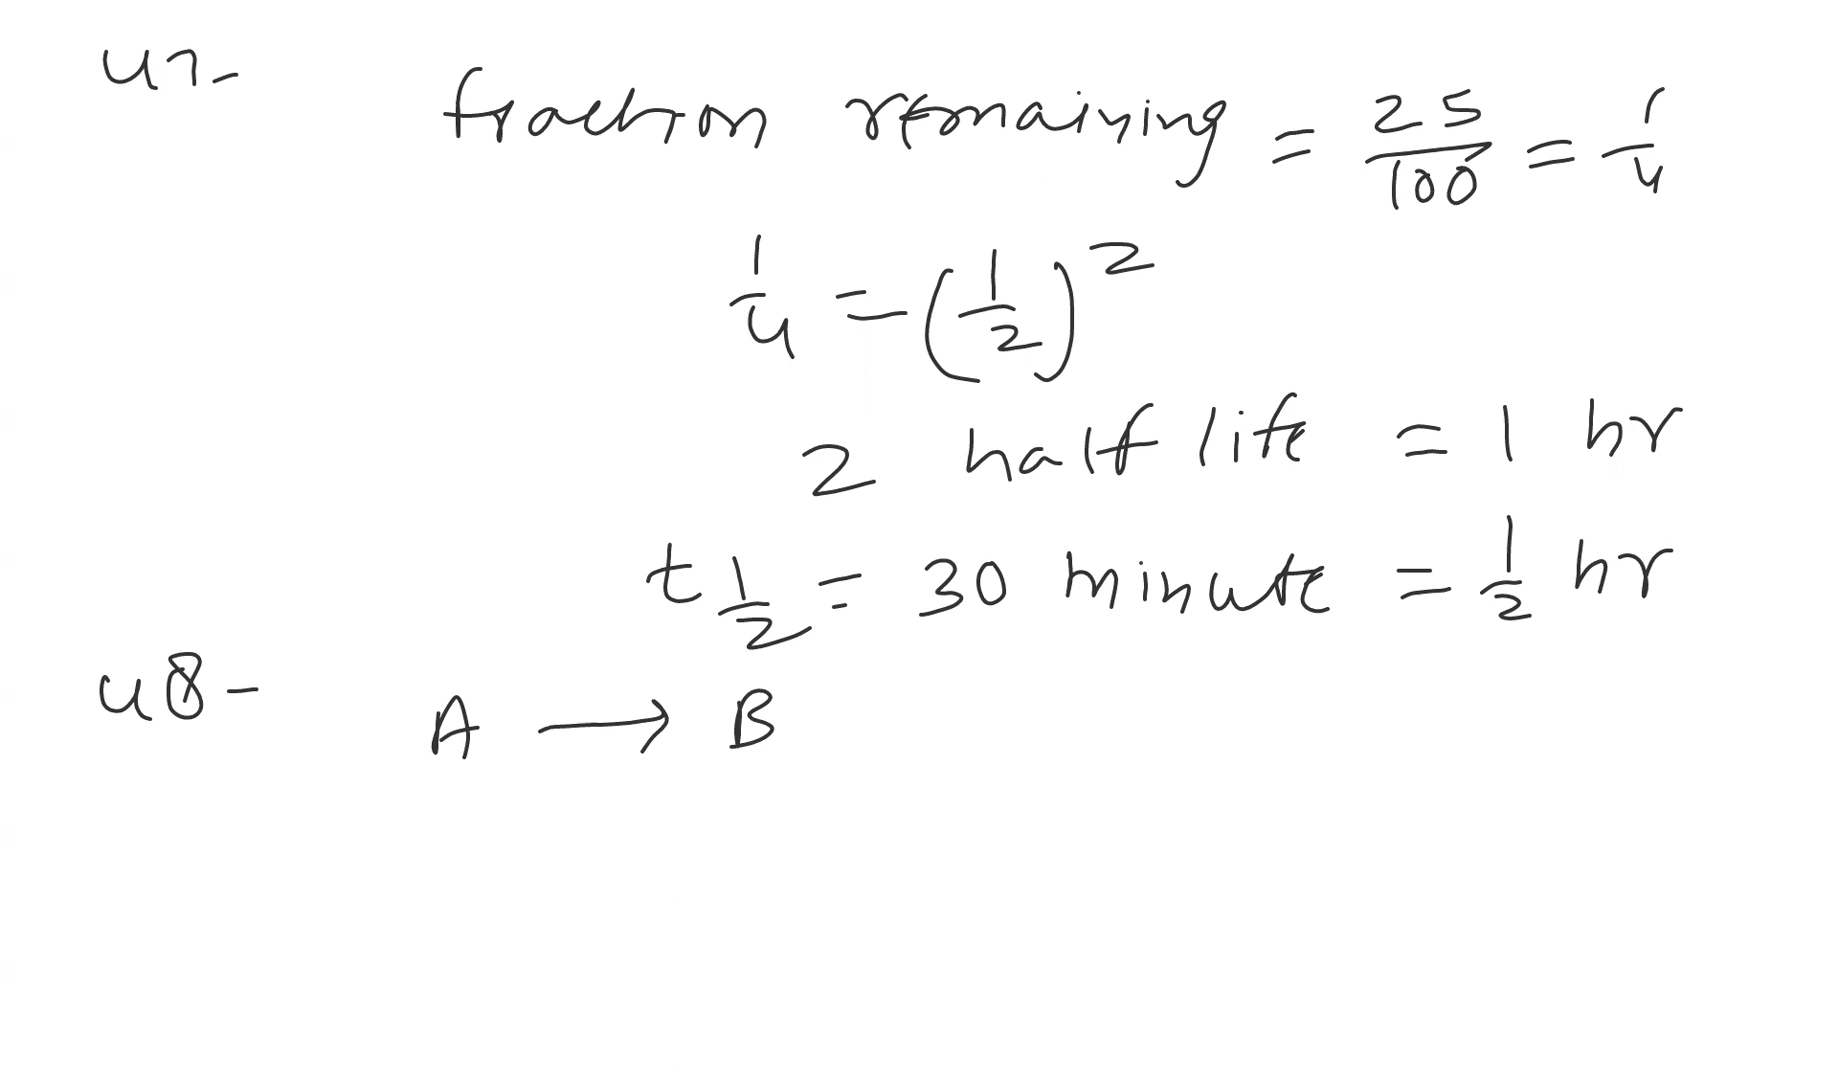 47-
fraction remaining = 25/100 = 1/4
1/4 = (1/2)^2
2 half life = 1 hr
t 1/2 = 30 minute = 1/2 hr
48-
A → B